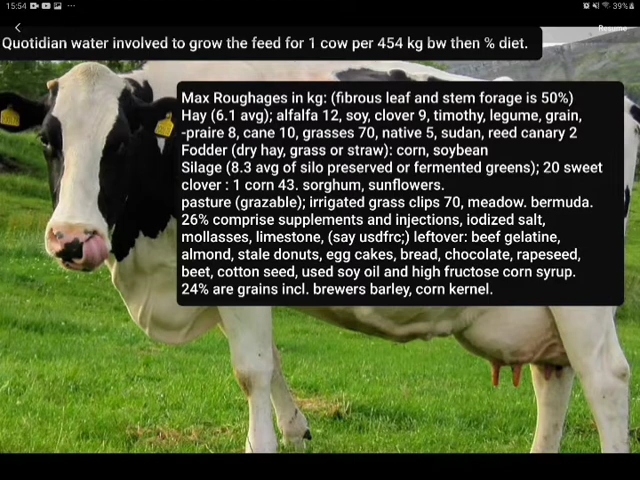 15:54
39%
Resume
Quotidian water involved to grow the feed for 1 cow per 454 kg bw then % diet.
Max Roughages in kg: (fibrous leaf and stem forage is 50%)
Hay (6.1 avg); alfalfa 12, soy, clover 9, timothy, legume, grain,
-praire 8, cane 10, grasses 70, native 5, sudan, reed canary 2
Fodder (dry hay, grass or straw): corn, soybean
Silage (8.3 avg of silo preserved or fermented greens); 20 sweet
clover : 1 corn 43. sorghum, sunflowers.
pasture (grazable); irrigated grass clips 70, meadow. bermuda.
26% comprise supplements and injections, iodized salt,
mollasses, limestone, (say usdfrc;) leftover: beef gelatine,
almond, stale donuts, egg cakes, bread, chocolate, rapeseed,
beet, cotton seed, used soy oil and high fructose corn syrup.
24% are grains incl. brewers barley, corn kernel.